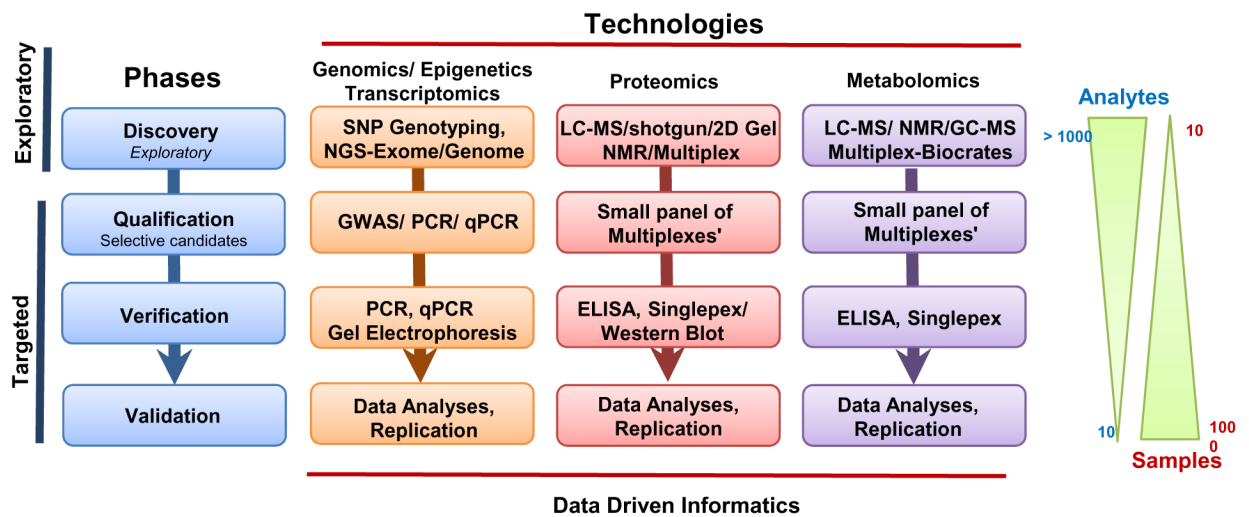 Technologies
Exploratory
Phases
Genomics/ Epigenetics
Transcriptomics
Proteomics
Metabolomics
Analytes
Discovery
Exploratory
SNP Genotyping,
NGS-Exome/Genome
LC-MS/shotgun/2D Gel
NMR/Multiplex
LC-MS/ NMR/GC-MS
Multiplex-Biocrates
> 1000
10
Targeted
Qualification
Selective candidates
GWAS/ PCR/ qPCR
Small panel of
Multiplexes'
Small panel of
Multiplexes'
Verification
PCR, qPCR
Gel Electrophoresis
ELISA, Singlepex/
Western Blot
ELISA, Singlepex
Validation
Data Analyses,
Replication
Data Analyses,
Replication
Data Analyses,
Replication
10
100
0
Samples
Data Driven Informatics